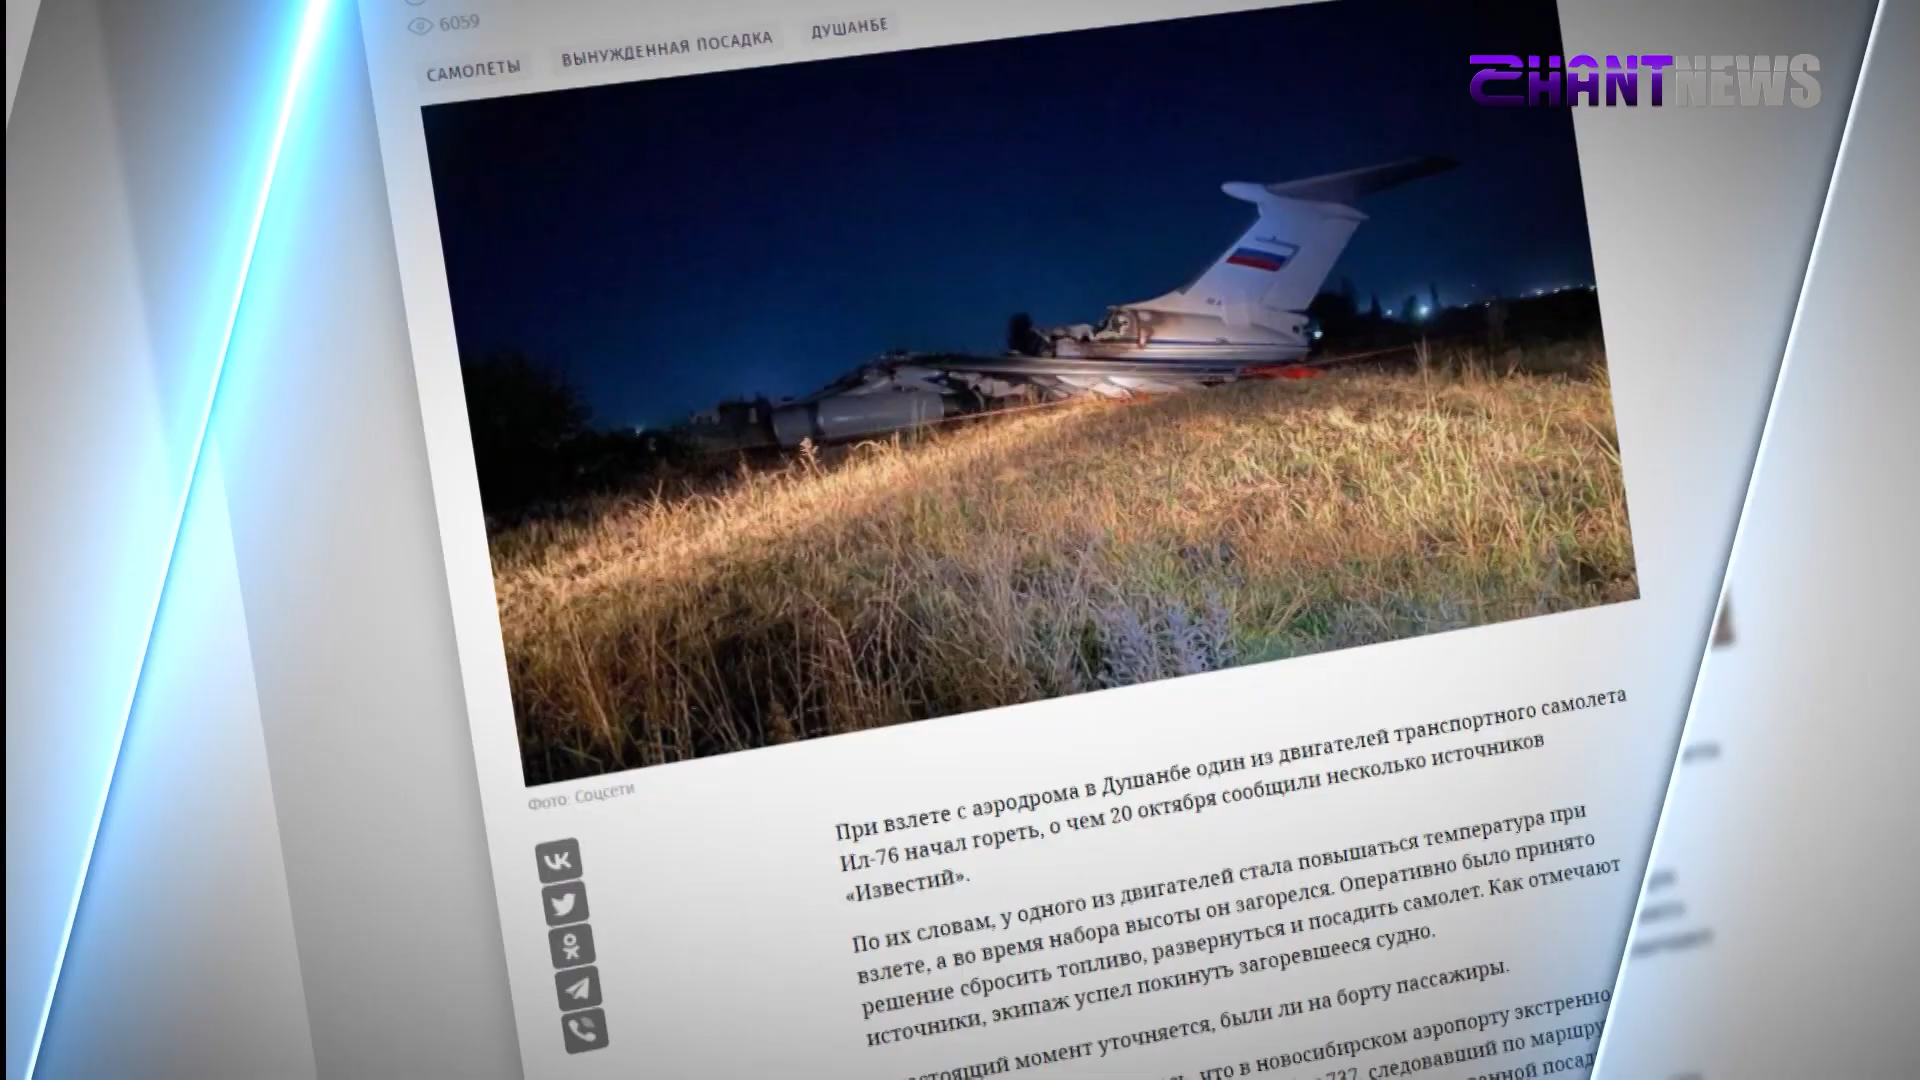 6059
САМОЛЕТЫ ВЫНУЖДЕННАЯ ПОСАДКА ДУШАНБЕ
SHANTNEWS
Фото: Соцсети
При взлете с аэродрома в Душанбе один из двигателей транспортного самолета
Ил-76 начал гореть, о чем 20 октября сообщили несколько источников
«Известий».
По их словам, у одного из двигателей стала повышаться температура при
взлете, а во время набора высоты он загорелся. Оперативно было принято
решение сбросить топливо, развернуться и посадить самолет. Как отмечают
источники, экипаж успел покинуть загоревшееся судно.
момент уточняется, были ли на борту пассажиры.
что в новосибирском аэропорту экстренно
737, следовавший по